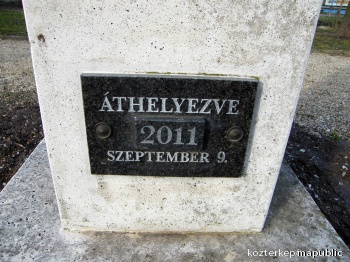 ÁTHELYEZVE
2011
SZEPTEMBER 9.
kozterkep.mapublic